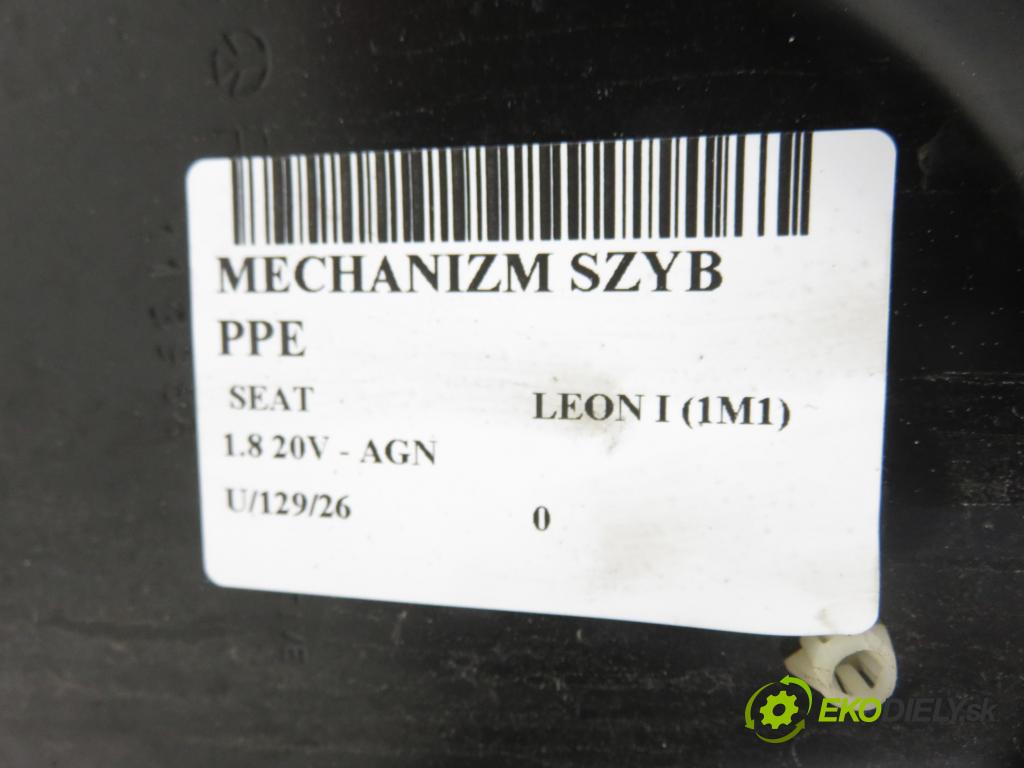 MECHANIZM SZYB
PPE
SEAT LEON I (1M1)
1.8 20V - AGN
U/129/26 0
EKODIELY.sk